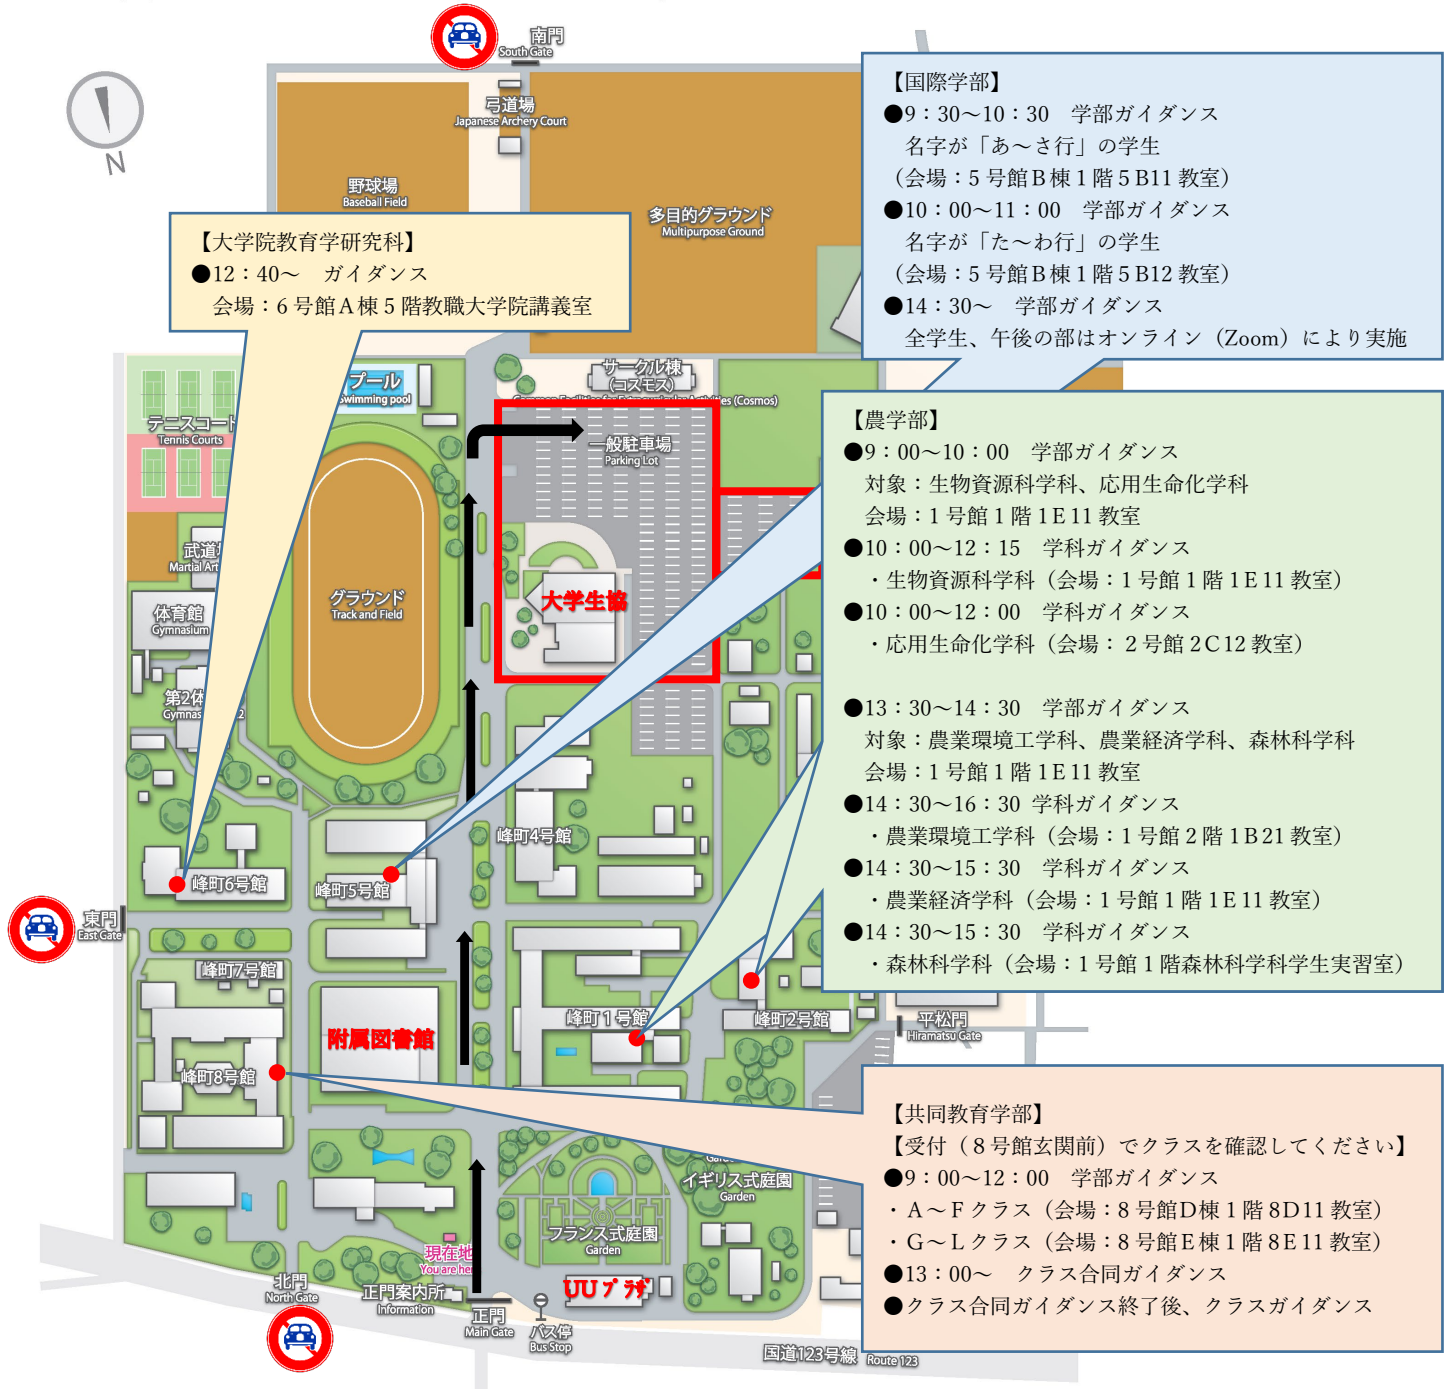 南門
South Gate
弓道場
Japanese Archery Court
N
野球場
Baseball Field
多目的グラウンド
Multipurpose Ground
【国際学部】
●9：30～10：30　学部ガイダンス
名字が「あ～さ行」の学生
（会場：5号館B棟1階5B11教室）
●10：00～11：00　学部ガイダンス
名字が「た～わ行」の学生
（会場：5号館B棟1階5B12教室）
●14：30～　学部ガイダンス
全学生、午後の部はオンライン（Zoom）により実施
【大学院教育学研究科】
●12：40～　ガイダンス
会場：6号館A棟5階教職大学院講義室
プール
Swimming pool
サークル棟
（コスモス）
(Cosmos)
テニスコート
Tennis Courts
一般駐車場
Parking Lot
【農学部】
●9：00～10：00　学部ガイダンス
対象：生物資源科学科、応用生命化学科
会場：1号館1階1E11教室
●10：00～12：15　学科ガイダンス
・生物資源科学科（会場：1号館1階1E11教室）
●10：00～12：00　学科ガイダンス
・応用生命化学科（会場：2号館2C12教室）
●13：30～14：30　学部ガイダンス
対象：農業環境工学科、農業経済学科、森林科学科
会場：1号館1階1E11教室
●14：30～16：30 学科ガイダンス
・農業環境工学科（会場：1号館2階1B21教室）
●14：30～15：30　学科ガイダンス
・農業経済学科（会場：1号館1階1E11教室）
●14：30～15：30　学科ガイダンス
・森林科学科（会場：1号館1階森林科学科学生実習室）
武道
Martial Art
体育館
Gymnasium
グラウンド
Track and Field
大学生協
第2体
Gymnas
2
峰町4号館
峰町6号館
峰町5号館
東門
East Gate
峰町7号館
附属図書館
峰町1号館
峰町2号館
平松門
Hiramatsu Gate
峰町8号館
【共同教育学部】
【受付（8号館玄関前）でクラスを確認してください】
●9：00～12：00　学部ガイダンス
・A～Fクラス（会場：8号館D棟1階8D11教室）
・G～Lクラス（会場：8号館E棟1階8E11教室）
●13：00～　クラス合同ガイダンス
●クラス合同ガイダンス終了後、クラスガイダンス
イギリス式庭園
Garden
フランス式庭園
Garden
現在地
You are her
UUプラザ
北門
North Gate
正門案内所
Information
正門
Main Gate
バス停
Bus Stop
国道123号線 Route 123